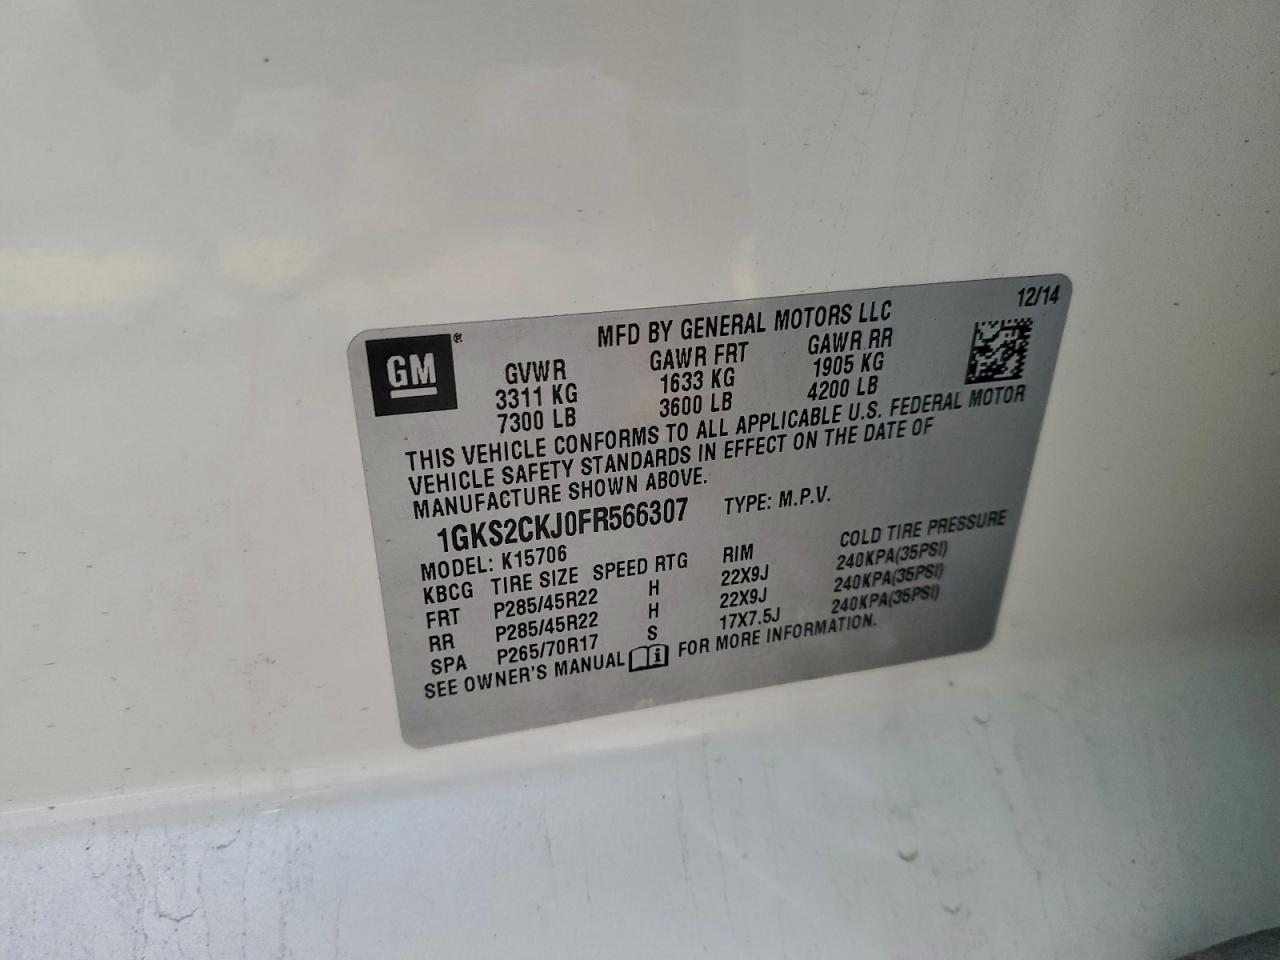 12/14
GM ®
MFD BY GENERAL MOTORS LLC
GVWR GAWR FRT GAWR RR
3311 KG 1633 KG 1905 KG
7300 LB 3600 LB 4200 LB
THIS VEHICLE CONFORMS TO ALL APPLICABLE U.S. FEDERAL MOTOR
VEHICLE SAFETY STANDARDS IN EFFECT ON THE DATE OF
MANUFACTURE SHOWN ABOVE.
1GKS2CKJ0FR566307 TYPE: M.P.V.
MODEL: K15706
KBCG TIRE SIZE SPEED RTG RIM COLD TIRE PRESSURE
FRT P285/45R22 H 22X9J 240KPA(35PSI)
RR P285/45R22 H 22X9J 240KPA(35PSI)
SPA P265/70R17 S 17X7.5J 240KPA(35PSI)
SEE OWNER'S MANUAL FOR MORE INFORMATION.